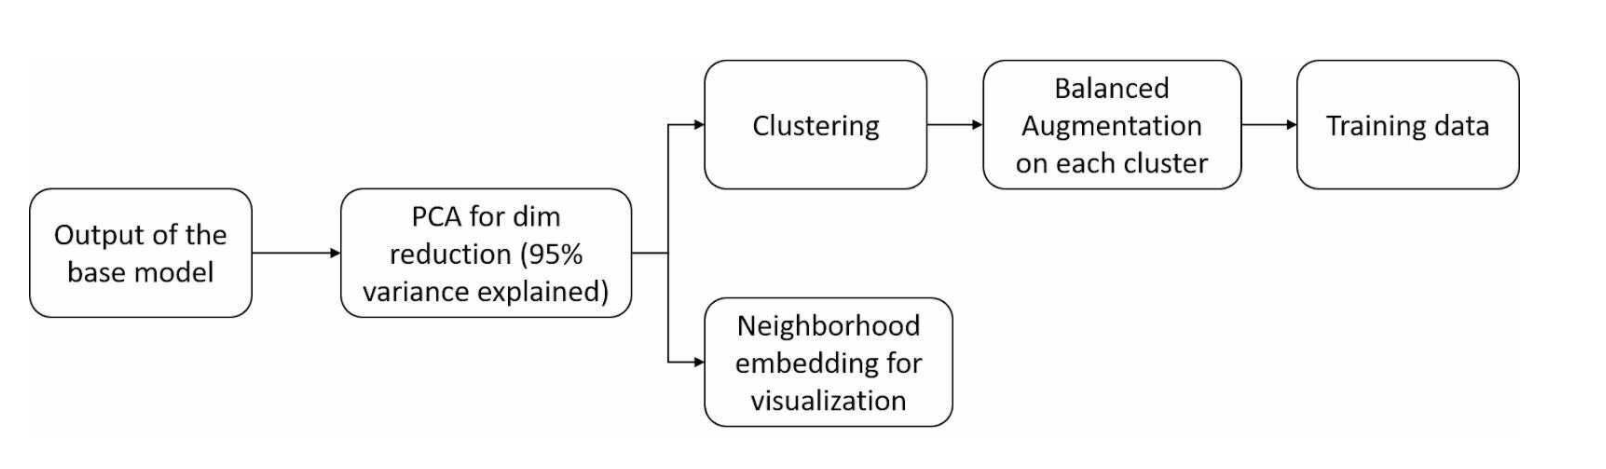 Output of the
base model
PCA for dim
reduction (95%
variance explained)
Clustering
Balanced
Augmentation
on each cluster
Training data
Neighborhood
embedding for
visualization